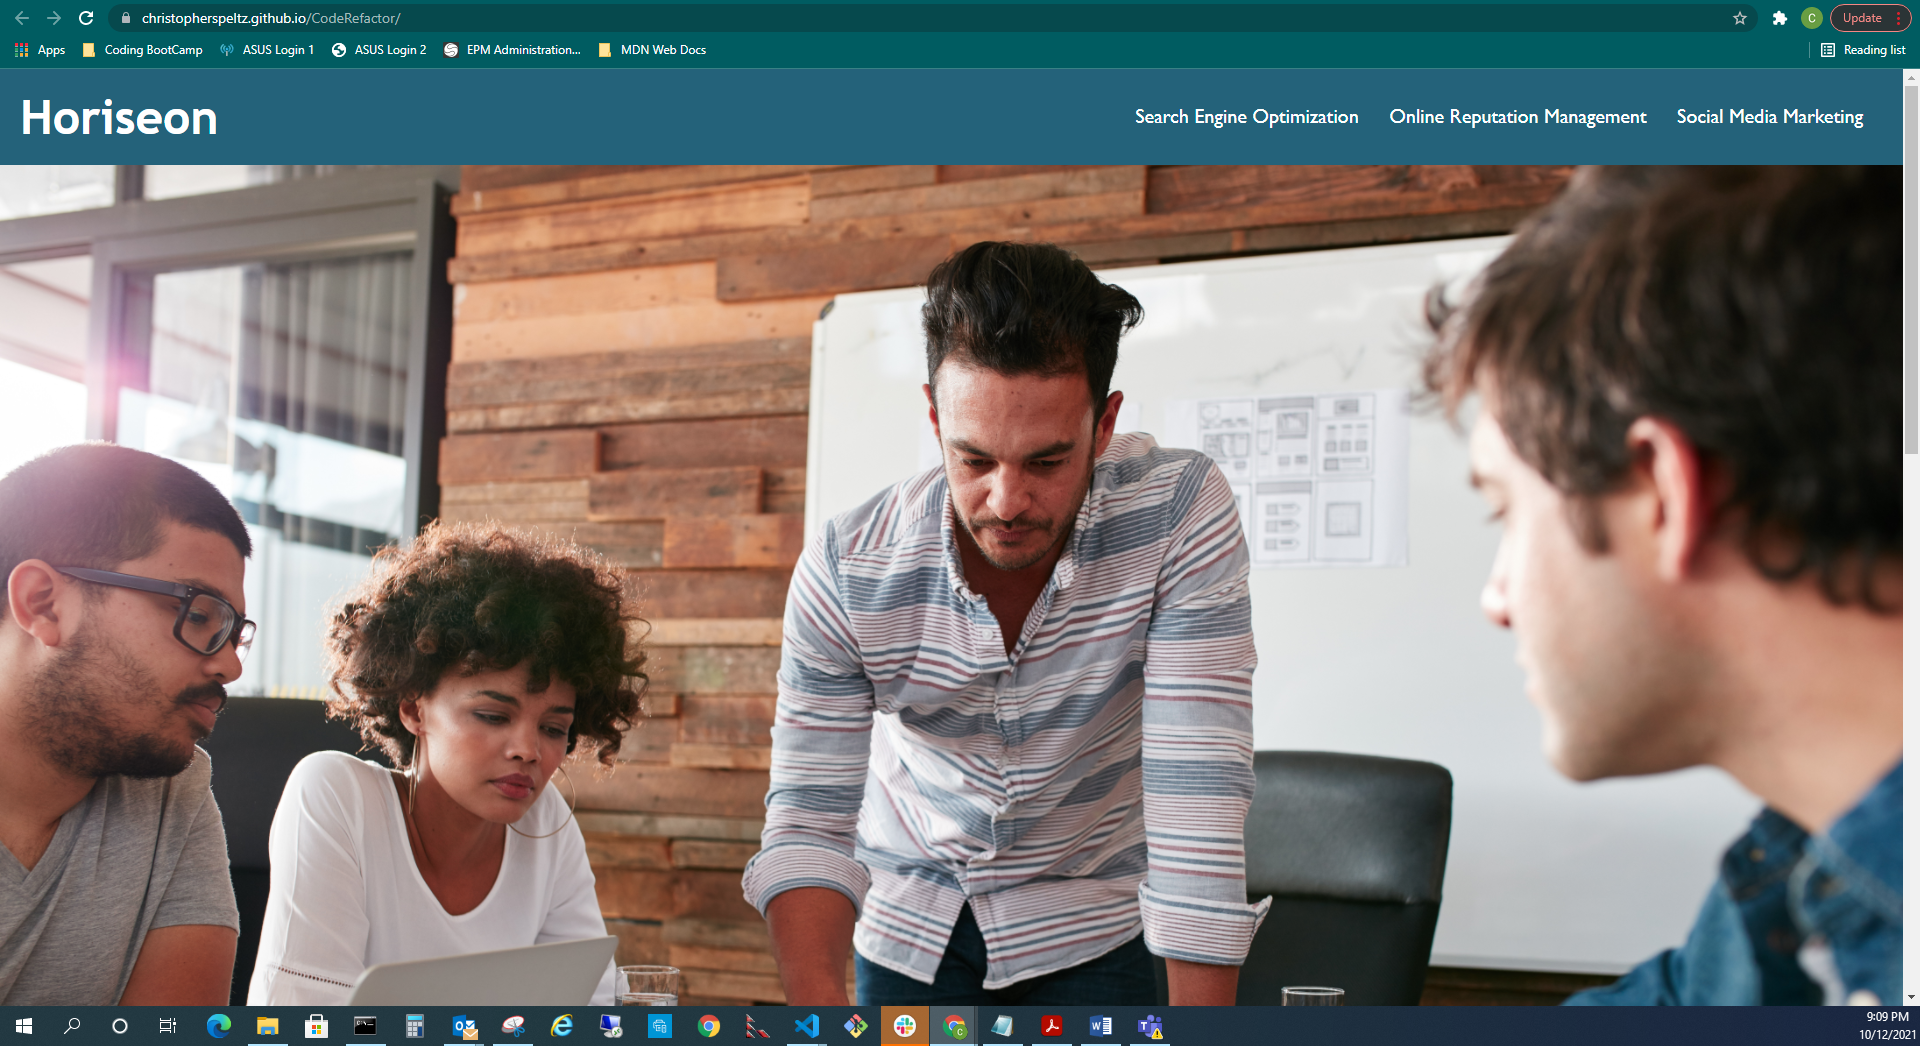 christopherspeltz.github.io/CodeRefactor/
C
Update
Apps
Coding BootCamp
ASUS Login 1
ASUS Login 2
EPM Administration...
MDN Web Docs
Reading list
Horiseon
Search Engine Optimization
Online Reputation Management
Social Media Marketing
9:09 PM
10/12/2021